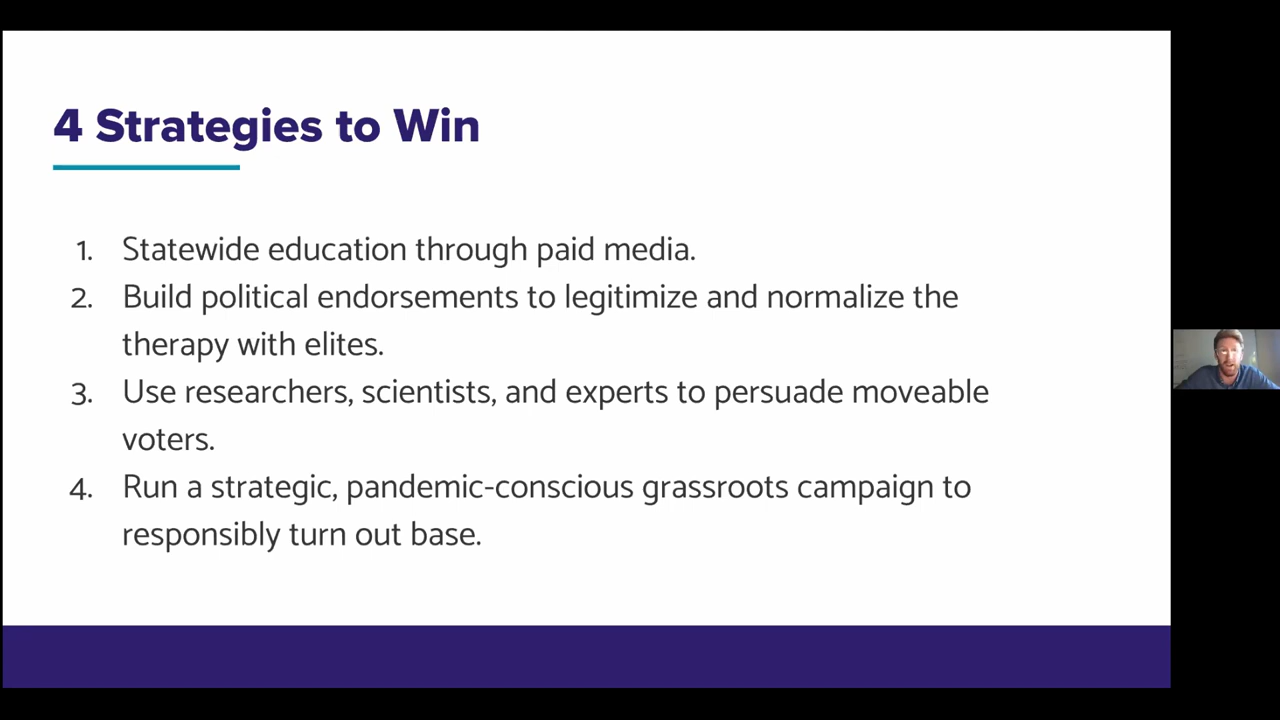 4 Strategies to Win
1. Statewide education through paid media.
2. Build political endorsements to legitimize and normalize the
therapy with elites.
3. Use researchers, scientists, and experts to persuade moveable
voters.
4. Run a strategic, pandemic-conscious grassroots campaign to
responsibly turn out base.